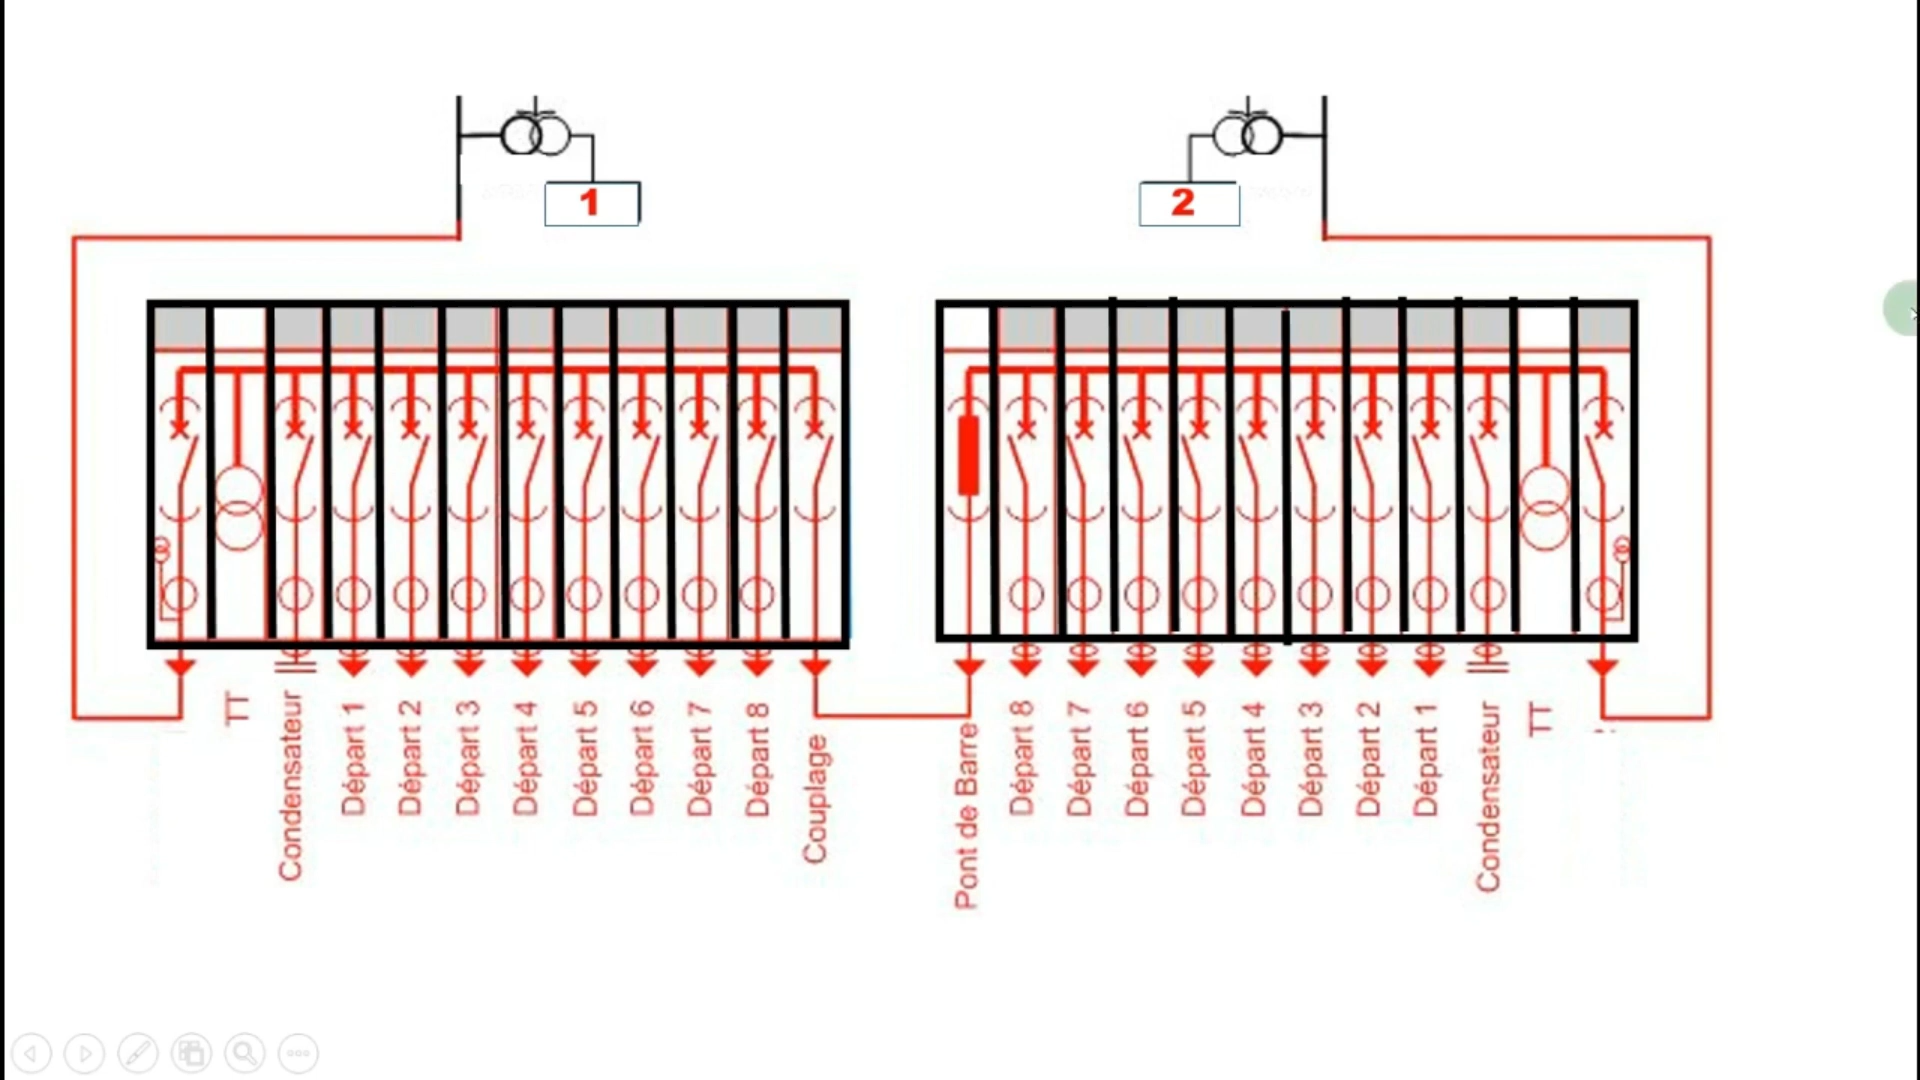 1
2
TT
Condensateur
Départ 1
Départ 2
Départ 3
Départ 4
Départ 5
Départ 6
Départ 7
Départ 8
Couplage
Pont de Barre
Départ 8
Départ 7
Départ 6
Départ 5
Départ 4
Départ 3
Départ 2
Départ 1
Condensateur
TT